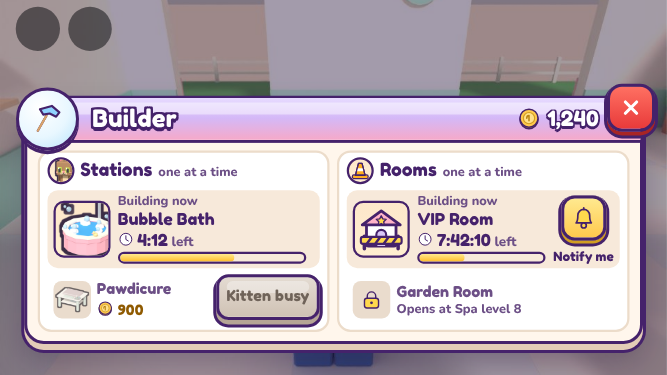 Builder
1,240
Stations one at a time
Building now
Bubble Bath
4:12 left
Pawdicure
900
Kitten busy
Rooms one at a time
Building now
VIP Room
7:42:10 left
Notify me
Garden Room
Opens at Spa level 8